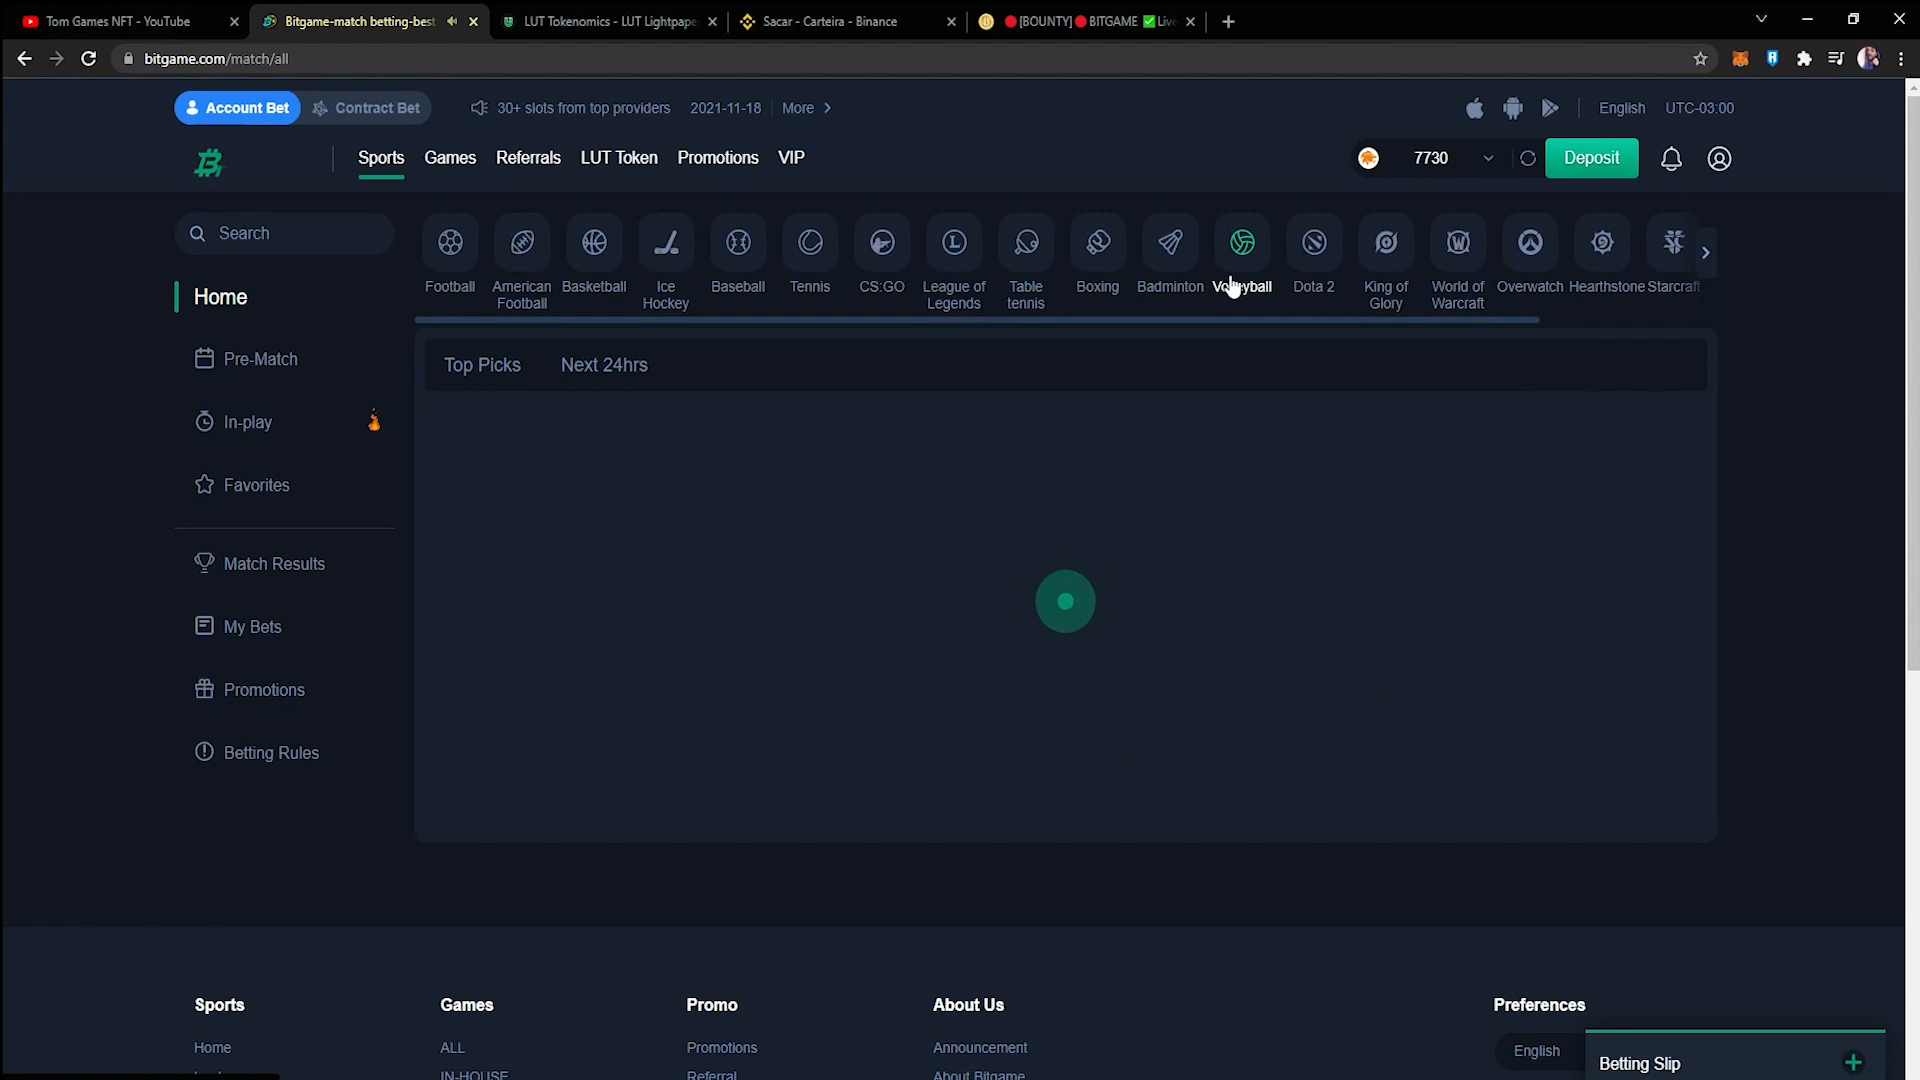 Tom Games NFT - YouTube
Bitgame-match betting-best
LUT Tokenomics - LUT Lightpape
Sacar - Carteira - Binance
[BOUNTY] BITGAME Live
bitgame.com/match/all
Account Bet
Contract Bet
30+ slots from top providers 2021-11-18 More
English UTC-03:00
Sports Games Referrals LUT Token Promotions VIP
7730
Deposit
Search
Football
American
Football
Basketball
Ice
Hockey
Baseball
Tennis
CS:GO
League of
Legends
Table
tennis
Boxing
Badminton
Volleyball
Dota 2
King of
Glory
World of
Warcraft
Overwatch
Hearthstone
Starcraft
Home
Pre-Match
In-play
Favorites
Match Results
My Bets
Promotions
Betting Rules
Top Picks Next 24hrs
Sports
Home
Games
ALL
IN-HOUSE
Promo
Promotions
Referral
About Us
Announcement
About Bitgame
Preferences
English
Betting Slip